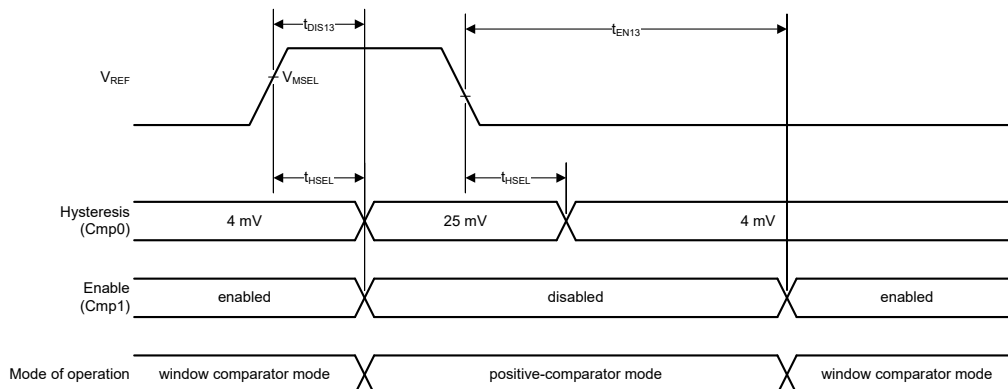 tDIS13
tEN13
VREF
VMSEL
tHSEL
tHSEL
Hysteresis
(Cmp0)
4 mV
25 mV
4 mV
Enable
(Cmp1)
enabled
disabled
enabled
Mode of operation
window comparator mode
positive-comparator mode
window comparator mode